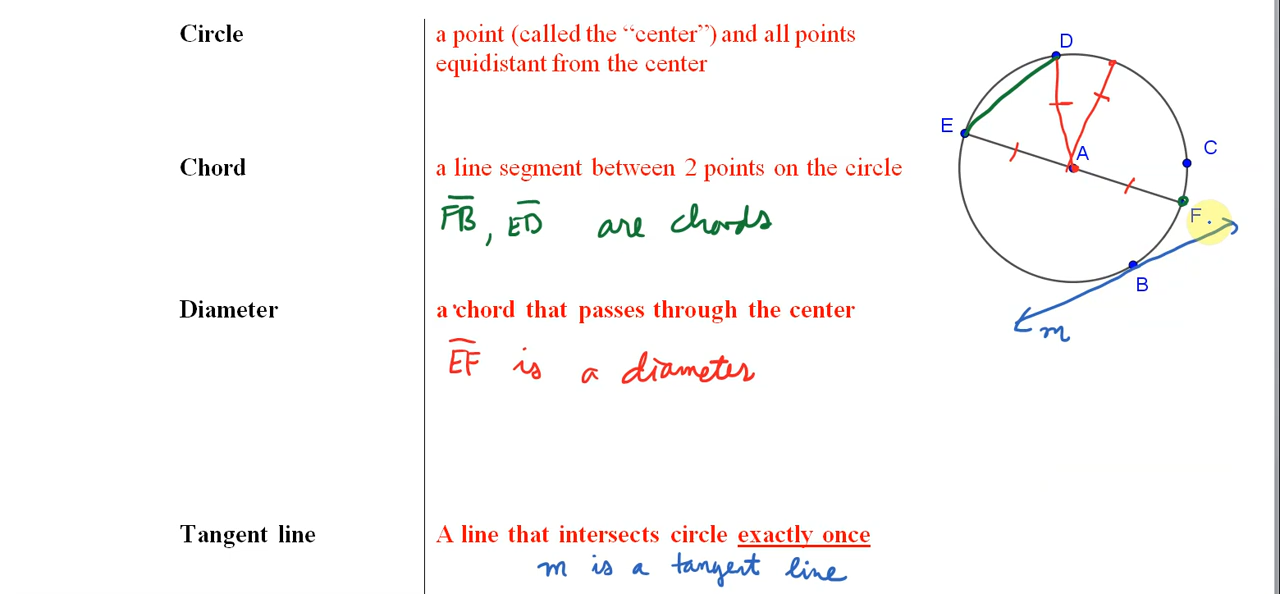 Circle
a point (called the “center”) and all points
equidistant from the center
Chord
a line segment between 2 points on the circle
FB, ED are chords
Diameter
a chord that passes through the center
EF is a diameter
Tangent line
A line that intersects circle exactly once
m is a tangent line
D
E
A
C
F
B
m